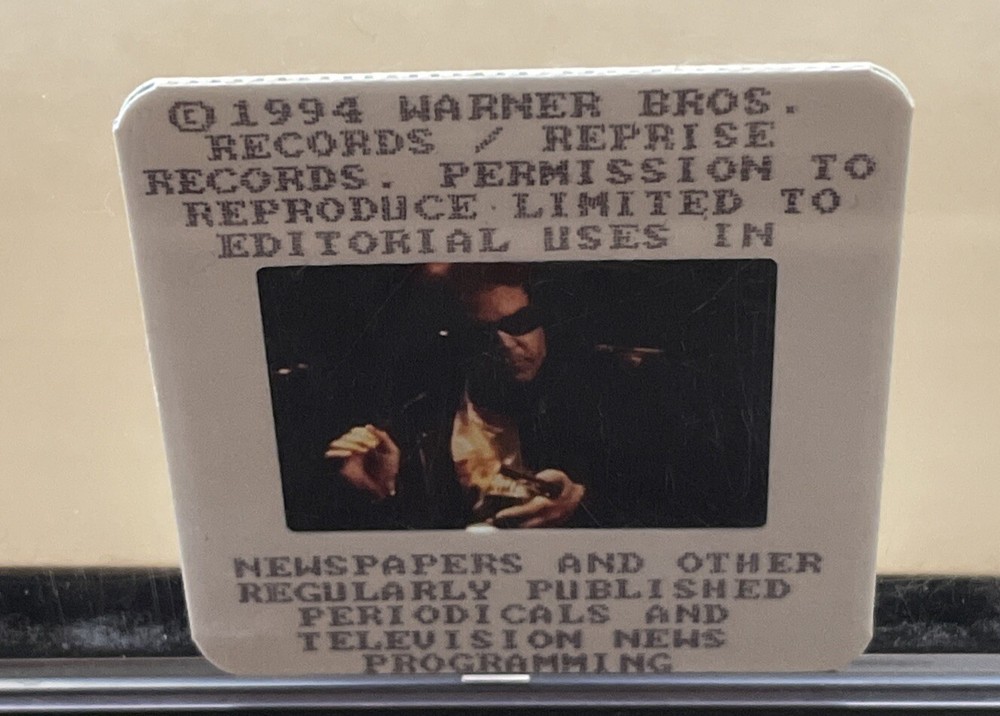 ©1994 WARNER BROS.
RECORDS / REPRISE
RECORDS. PERMISSION TO
REPRODUCE LIMITED TO
EDITORIAL USES IN
NEWSPAPERS AND OTHER
REGULARLY PUBLISHED
PERIODICALS AND
TELEVISION NEWS
PROGRAMMING